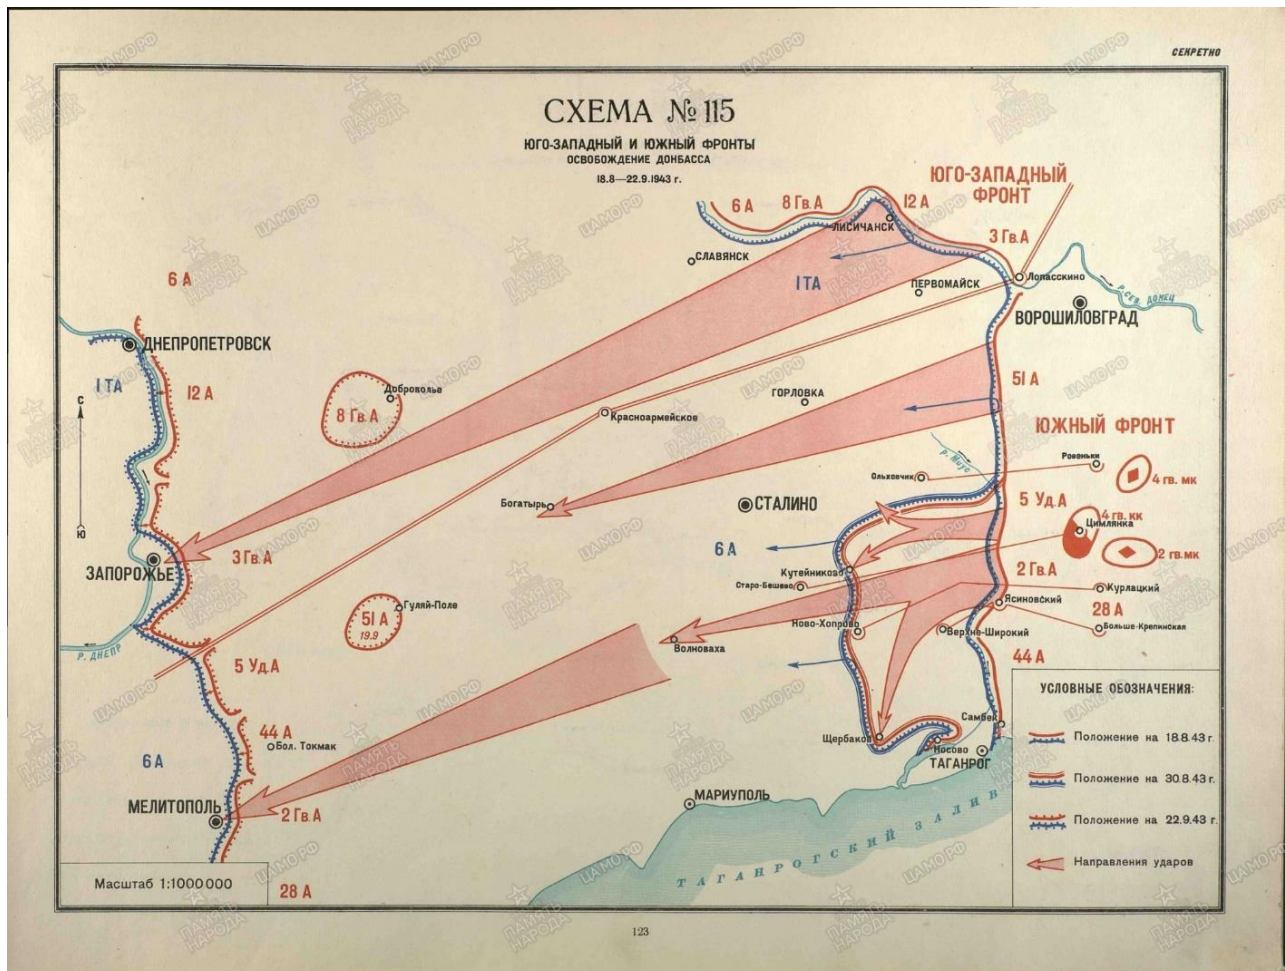 СЕКРЕТНО
СХЕМА № 115
ЮГО-ЗАПАДНЫЙ И ЮЖНЫЙ ФРОНТЫ
ОСВОБОЖДЕНИЕ ДОНБАССА
18.8—22.9.1943 г.
ЮГО-ЗАПАДНЫЙ
ФРОНТ
6 А
8 Гв. А
12 А
ЛИСИЧАНСК
3 Гв. А
СЛАВЯНСК
1 ТА
ПЕРВОМАЙСК
Лопасскино
Р. СЕВ. ДОНЕЦ
ВОРОШИЛОВГРАД
6 А
ДНЕПРОПЕТРОВСК
1 ТА
12 А
С
Ю
Доброполье
8 Гв. А
Красноармейское
ГОРЛОВКА
51 А
ЮЖНЫЙ ФРОНТ
р. Миус
Ровеньки
Ольховчик
4 гв. мк
Богатырь
СТАЛИНО
5 Уд. А
4 гв. кк
Цимлянка
6 А
2 гв. мк
ЗАПОРОЖЬЕ
3 Гв. А
Кутейниково
Старо-Бешево
2 Гв. А
Курлацкий
Гуляй-Поле
51 А
19.9
Ясиновский
28 А
Ново-Хопрово
Верхне-Широкий
Больше-Крепинская
Р. ДНЕПР
Волноваха
44 А
5 Уд. А
44 А
Бол. Токмак
6 А
Щербаков
Самбек
Носово
ТАГАНРОГ
МЕЛИТОПОЛЬ
2 Гв. А
МАРИУПОЛЬ
ТАГАНРОГСКИЙ ЗАЛИВ
УСЛОВНЫЕ ОБОЗНАЧЕНИЯ:
Положение на 18.8.43 г.
Положение на 30.8.43 г.
Положение на 22.9.43 г.
Направления ударов
Масштаб 1:1000000
28 А
123
ПАМЯТЬ НАРОДА
ЦАМО.РФ